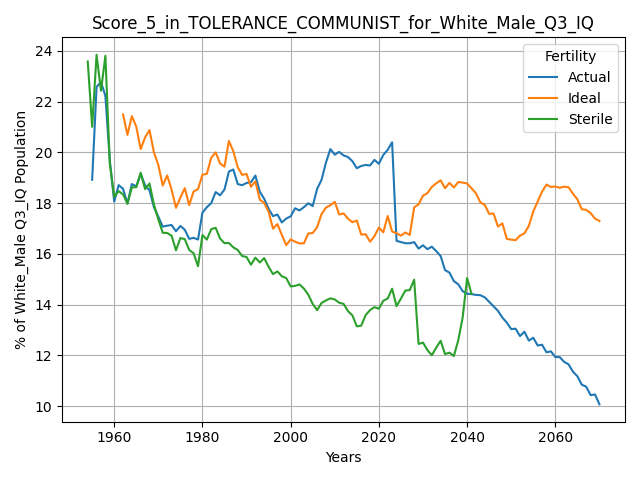 Score_5_in_TOLERANCE_COMMUNIST_for_White_Male_Q3_IQ
Fertility
Actual
Ideal
Sterile
% of White_Male Q3_IQ Population
24
22
20
18
16
14
12
10
1960 1980 2000 2020 2040 2060
Years